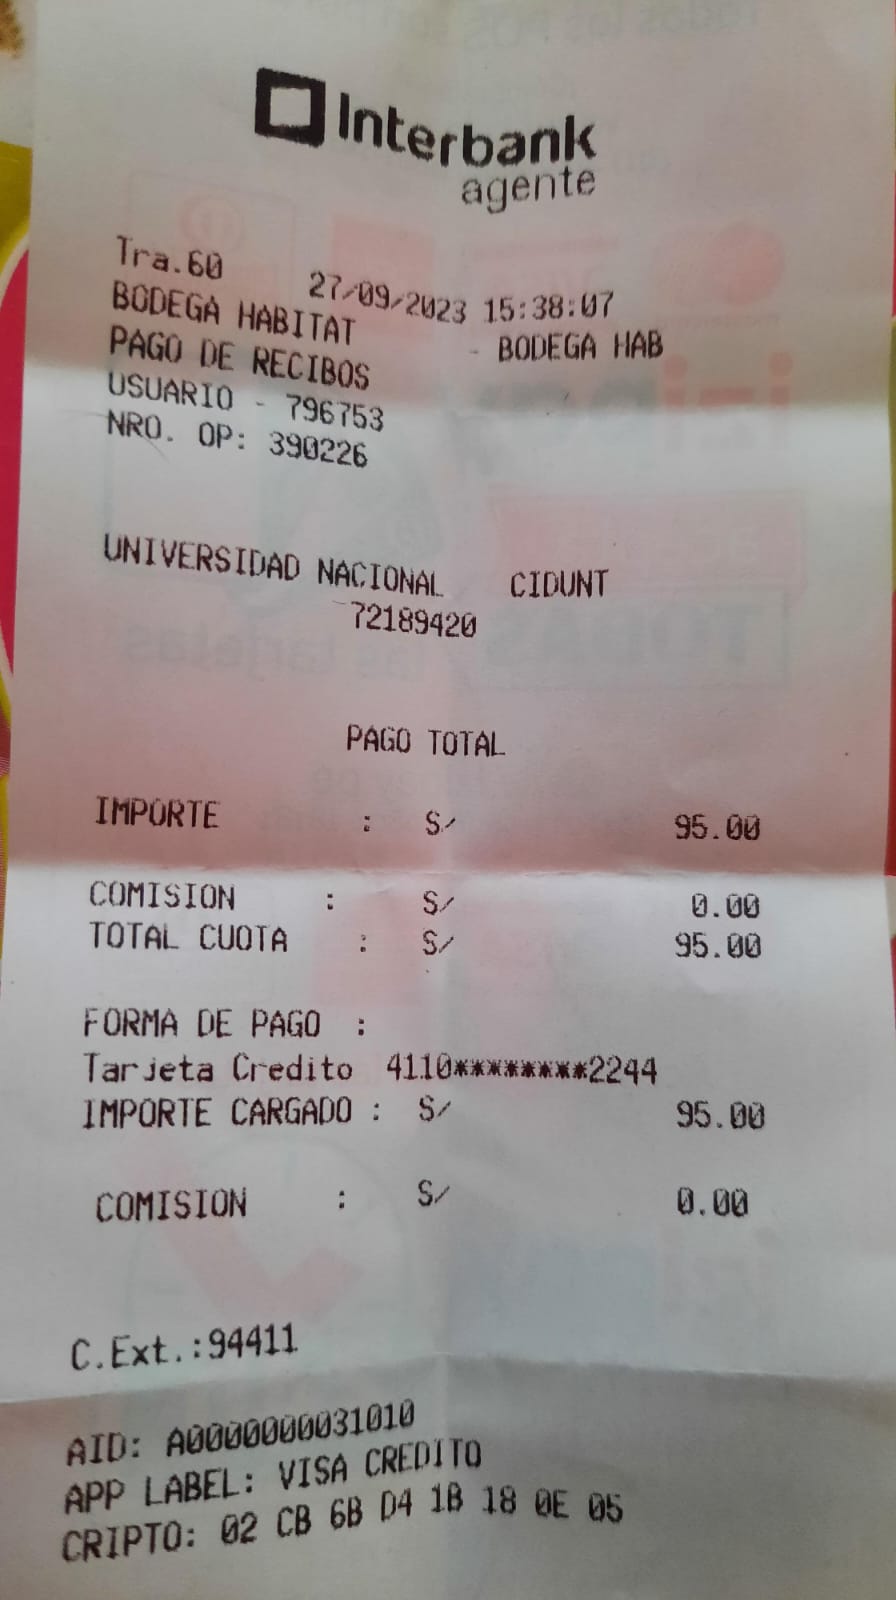 Interbank
agente
Tra.60 27/09/2023 15:38:07
BODEGA HABITAT - BODEGA HAB
PAGO DE RECIBOS
USUARIO - 796753
NRO. OP: 390226
UNIVERSIDAD NACIONAL CIDUNT
72189420
PAGO TOTAL
IMPORTE : S/ 95.00
COMISION : S/ 0.00
TOTAL CUOTA : S/ 95.00
FORMA DE PAGO :
Tarjeta Credito 4110********2244
IMPORTE CARGADO : S/ 95.00
COMISION : S/ 0.00
C.Ext.:94411
AID: A0000000031010
APP LABEL: VISA CREDITO
CRIPTO: 02 CB 6B D4 1B 18 0E 05